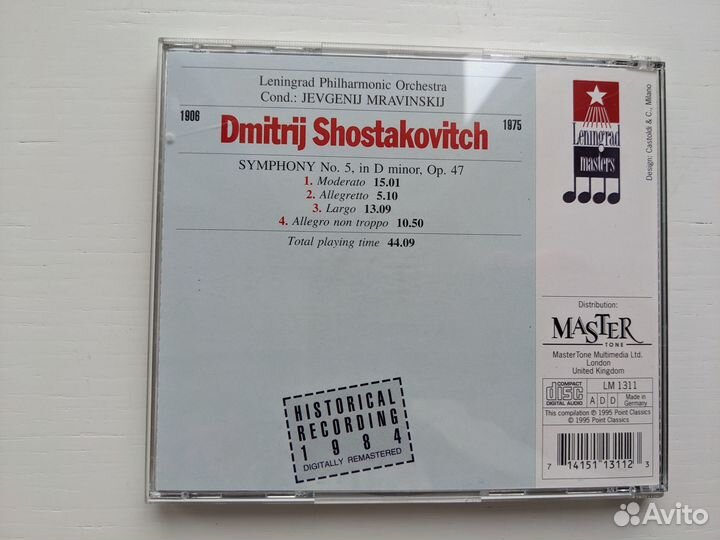 Leningrad Philharmonic Orchestra
Cond.: JEVGENIJ MRAVINSKIJ
1906
1975
Dmitrij Shostakovitch
SYMPHONY No. 5, in D minor, Op. 47
1. Moderato 15.01
2. Allegretto 5.10
3. Largo 13.09
4. Allegro non troppo 10.50
Total playing time 44.09
HISTORICAL
RECORDING
1984
DIGITALLY REMASTERED
Leningrad
masters
Design: Castoldi & C., Milano
Distribution:
MASTER
TONE
MasterTone Multimedia Ltd.
London
United Kingdom
COMPACT
disc
DIGITAL AUDIO
LM 1311
A D D
Made in
Germany
This compilation ℗ 1995 Point Classics
© 1995 Point Classics
7 14151 13112 3
Avito